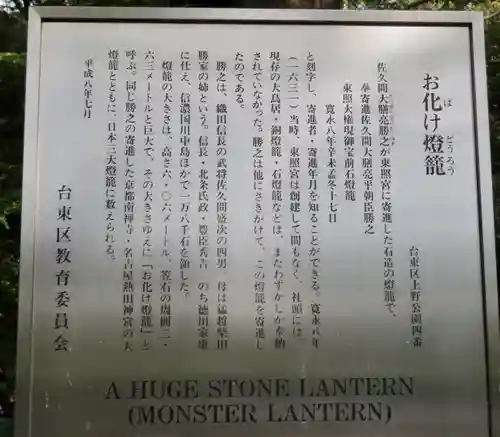 お化け燈籠
ば どうろう
台東区上野公園四番
佐久間大膳亮勝之が東照宮に寄進した石造の燈籠で、
奉寄進佐久間大膳亮平朝臣勝之
東照大権現御宝前石燈籠
寛永八年辛未孟冬十七日
と刻字し、寄進者・寄進年月を知ることができる。寛永八年
(一六三一)当時、東照宮は創建して間もなく、社頭には
現存の大鳥居・銅燈籠・石燈籠などは、まだわずかしか奉納
されていなかった。勝之は他にさきがけて、この燈籠を寄進し
たのである。
勝之は、織田信長の武将佐久間盛次の四男 母は猛将柴田
勝家の姉という。信長・北条氏政・豊臣秀吉 のち徳川家康
に仕え、信濃国川中島ほかで一万八千石を領した。
燈籠の大きさは、高さ六・〇六メートル、笠石の周囲三・
六三メートルと巨大で、その大きさゆえに「お化け燈籠」と
呼ぶ。同じ勝之の寄進した京都南禅寺・名古屋熱田神宮の大
燈籠とともに、日本三大燈籠に数えられる。
平成八年七月
台東区教育委員会
A HUGE STONE LANTERN
(MONSTER LANTERN)